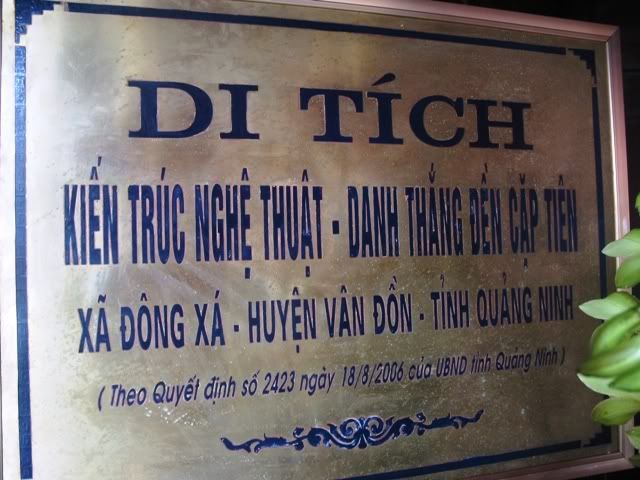 DI TÍCH
KIẾN TRÚC NGHỆ THUẬT - DANH THẮNG ĐỀN CẶP TIÊN
XÃ ĐÔNG XÁ - HUYỆN VÂN ĐỒN - TỈNH QUẢNG NINH
( Theo Quyết định số 2423 ngày 18/8/2006 của UBND tỉnh Quảng Ninh )